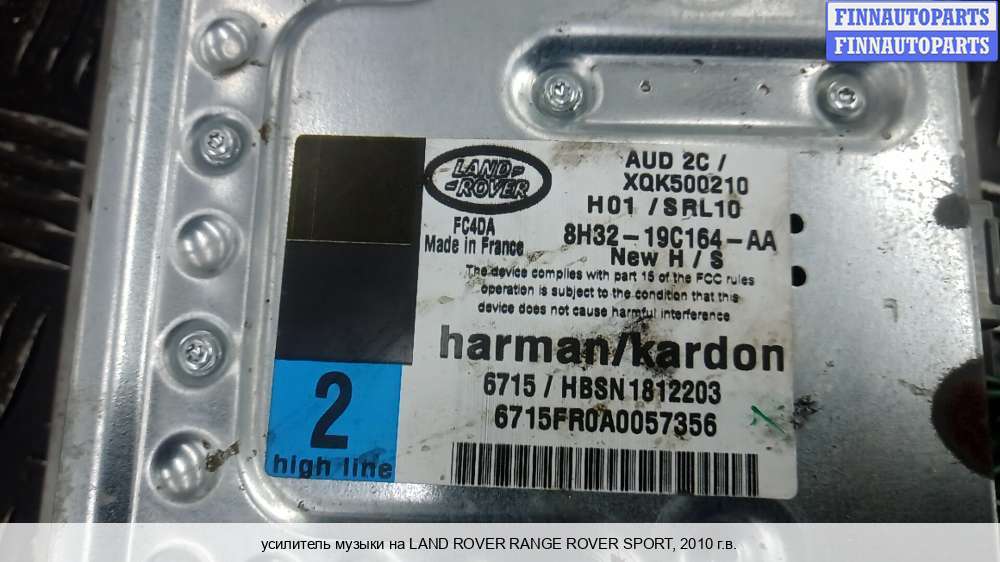 FINNAUTOPARTS
FINNAUTOPARTS
LAND-
-ROVER
FC4DA
Made in France
AUD 2C /
XQK500210
H01 / SRL10
8H32-19C164-AA
New H / S
The device complies with part 15 of the FCC rules
operation is subject to the condition that this
device does not cause harmful interference
harman/kardon
6715 / HBSN1812203
6715FR0A0057356
2
high line
усилитель музыки на LAND ROVER RANGE ROVER SPORT, 2010 г.в.